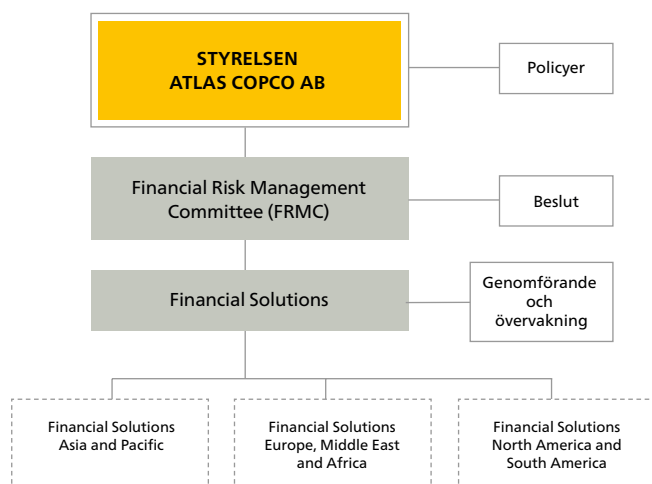 STYRELSEN
ATLAS COPCO AB
Policyer
Financial Risk Management
Committee (FRMC)
Beslut
Financial Solutions
Genomförande
och
övervakning
Financial Solutions
Asia and Pacific
Financial Solutions
Europe, Middle East
and Africa
Financial Solutions
North America and
South America